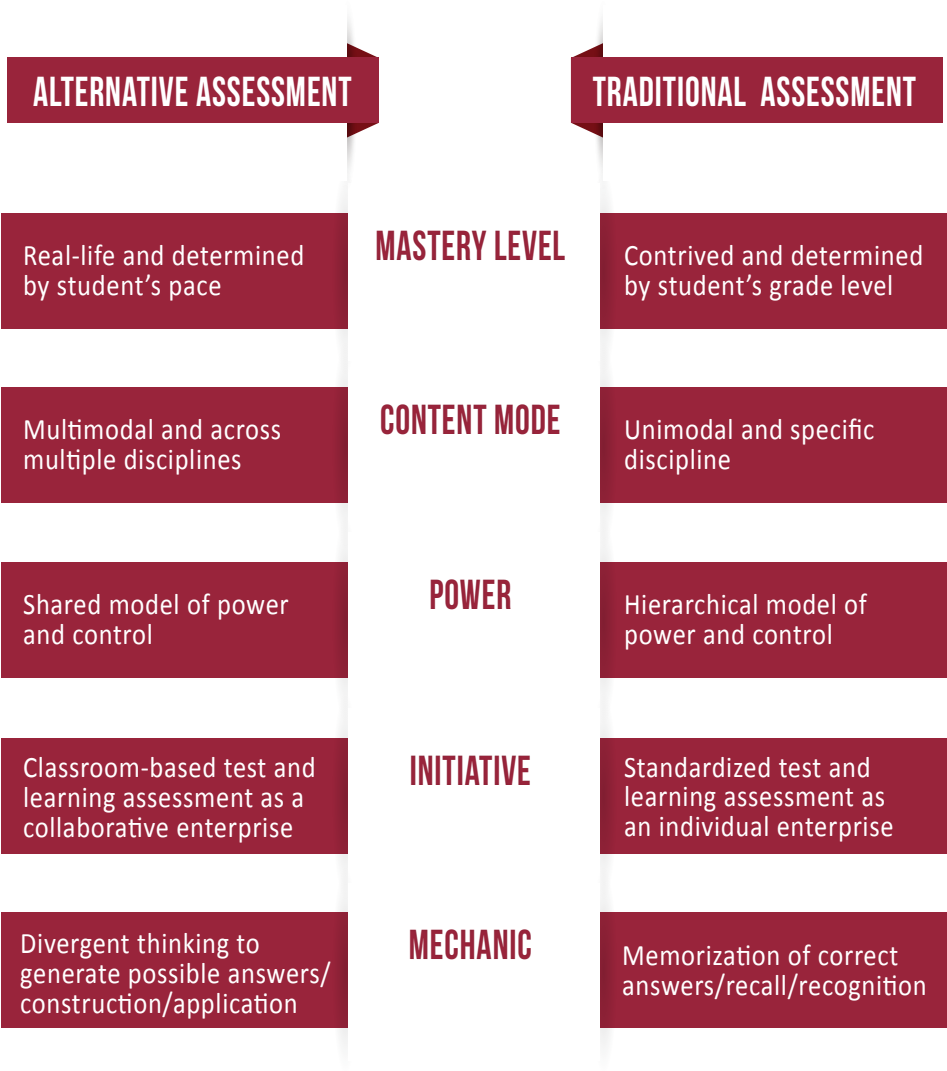 ALTERNATIVE ASSESSMENT
TRADITIONAL ASSESSMENT
MASTERY LEVEL
Real-life and determined
by student’s pace
Contrived and determined
by student’s grade level
CONTENT MODE
Multimodal and across
multiple disciplines
Unimodal and specific
discipline
POWER
Shared model of power
and control
Hierarchical model of
power and control
INITIATIVE
Classroom-based test and
learning assessment as a
collaborative enterprise
Standardized test and
learning assessment as
an individual enterprise
MECHANIC
Divergent thinking to
generate possible answers/
construction/application
Memorization of correct
answers/recall/recognition